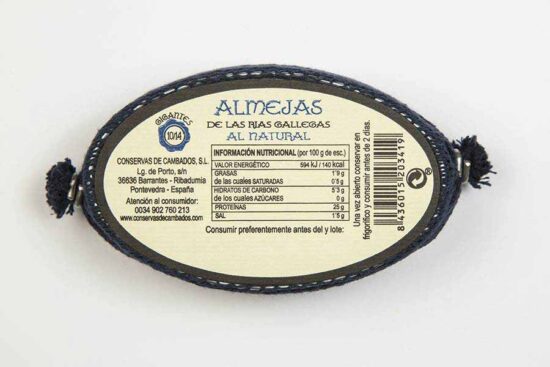 GIGANTES
10/14
ALMEJAS
DE LAS RIAS GALLEGAS
AL NATURAL
CONSERVAS DE CAMBADOS, S.L.
Lg. de Porto, s/n
36636 Barrantes - Ribadumia
Pontevedra - España
Atención al consumidor:
0034 902 760 213
www.conservasdecambados.com
INFORMACIÓN NUTRICIONAL (por 100 g de esc.)
VALOR ENERGÉTICO 594 KJ / 140 kcal
GRASAS 1'9 g
de las cuales SATURADAS 0'5 g
HIDRATOS DE CARBONO 5'3 g
de los cuales AZÚCARES 0 g
PROTEÍNAS 25 g
SAL 1'5 g
Consumir preferentemente antes del y lote:
Una vez abierto conservar en
frigorífico y consumir antes de 2 días.
8 436015 203419